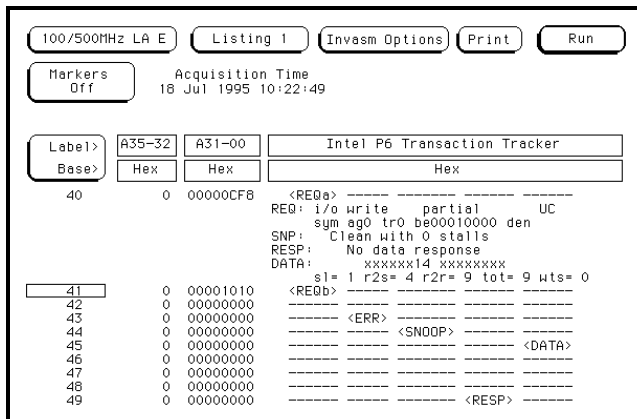 100/500MHz LA E Listing 1 Invasm Options Print Run
Markers Off Acquisition Time
18 Jul 1995 10:22:49
Label> A35-32 A31-00 Intel P6 Transaction Tracker
Base> Hex Hex Hex
40 0 00000CF8 <REQa> ----- ------ ------- ------ ------
REQ: i/o write partial UC
sym ag0 tr0 be00010000 den
SNP: Clean with 0 stalls
RESP: No data response
DATA: xxxxxx14 xxxxxxxx
sl= 1 r2s= 4 r2r= 9 tot= 9 wts= 0
41 0 00001010 <REQb> ----- ------- ------ ------
42 0 00000000 ------ ----- ------- ------ ------
43 0 00000000 ------ <ERR> ------- ------ ------
44 0 00000000 ------ ----- <SNOOP> ------ ------
45 0 00000000 ------ ----- ------- ------ <DATA>
46 0 00000000 ------ ----- ------- ------ ------
47 0 00000000 ------ ----- ------- ------ ------
48 0 00000000 ------ ----- ------- ------ ------
49 0 00000000 ------ ----- ------- <RESP> ------